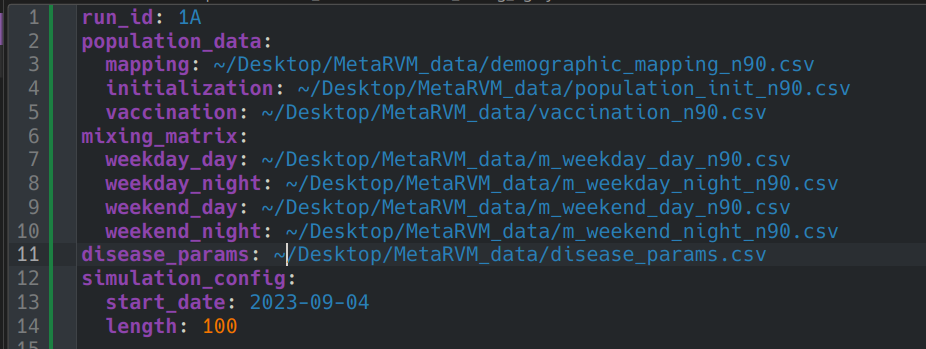 1 run_id: 1A
2 population_data:
3   mapping: ~/Desktop/MetaRVM_data/demographic_mapping_n90.csv
4   initialization: ~/Desktop/MetaRVM_data/population_init_n90.csv
5   vaccination: ~/Desktop/MetaRVM_data/vaccination_n90.csv
6 mixing_matrix:
7   weekday_day: ~/Desktop/MetaRVM_data/m_weekday_day_n90.csv
8   weekday_night: ~/Desktop/MetaRVM_data/m_weekday_night_n90.csv
9   weekend_day: ~/Desktop/MetaRVM_data/m_weekend_day_n90.csv
10   weekend_night: ~/Desktop/MetaRVM_data/m_weekend_night_n90.csv
11 disease_params: ~/Desktop/MetaRVM_data/disease_params.csv
12 simulation_config:
13   start_date: 2023-09-04
14   length: 100
15